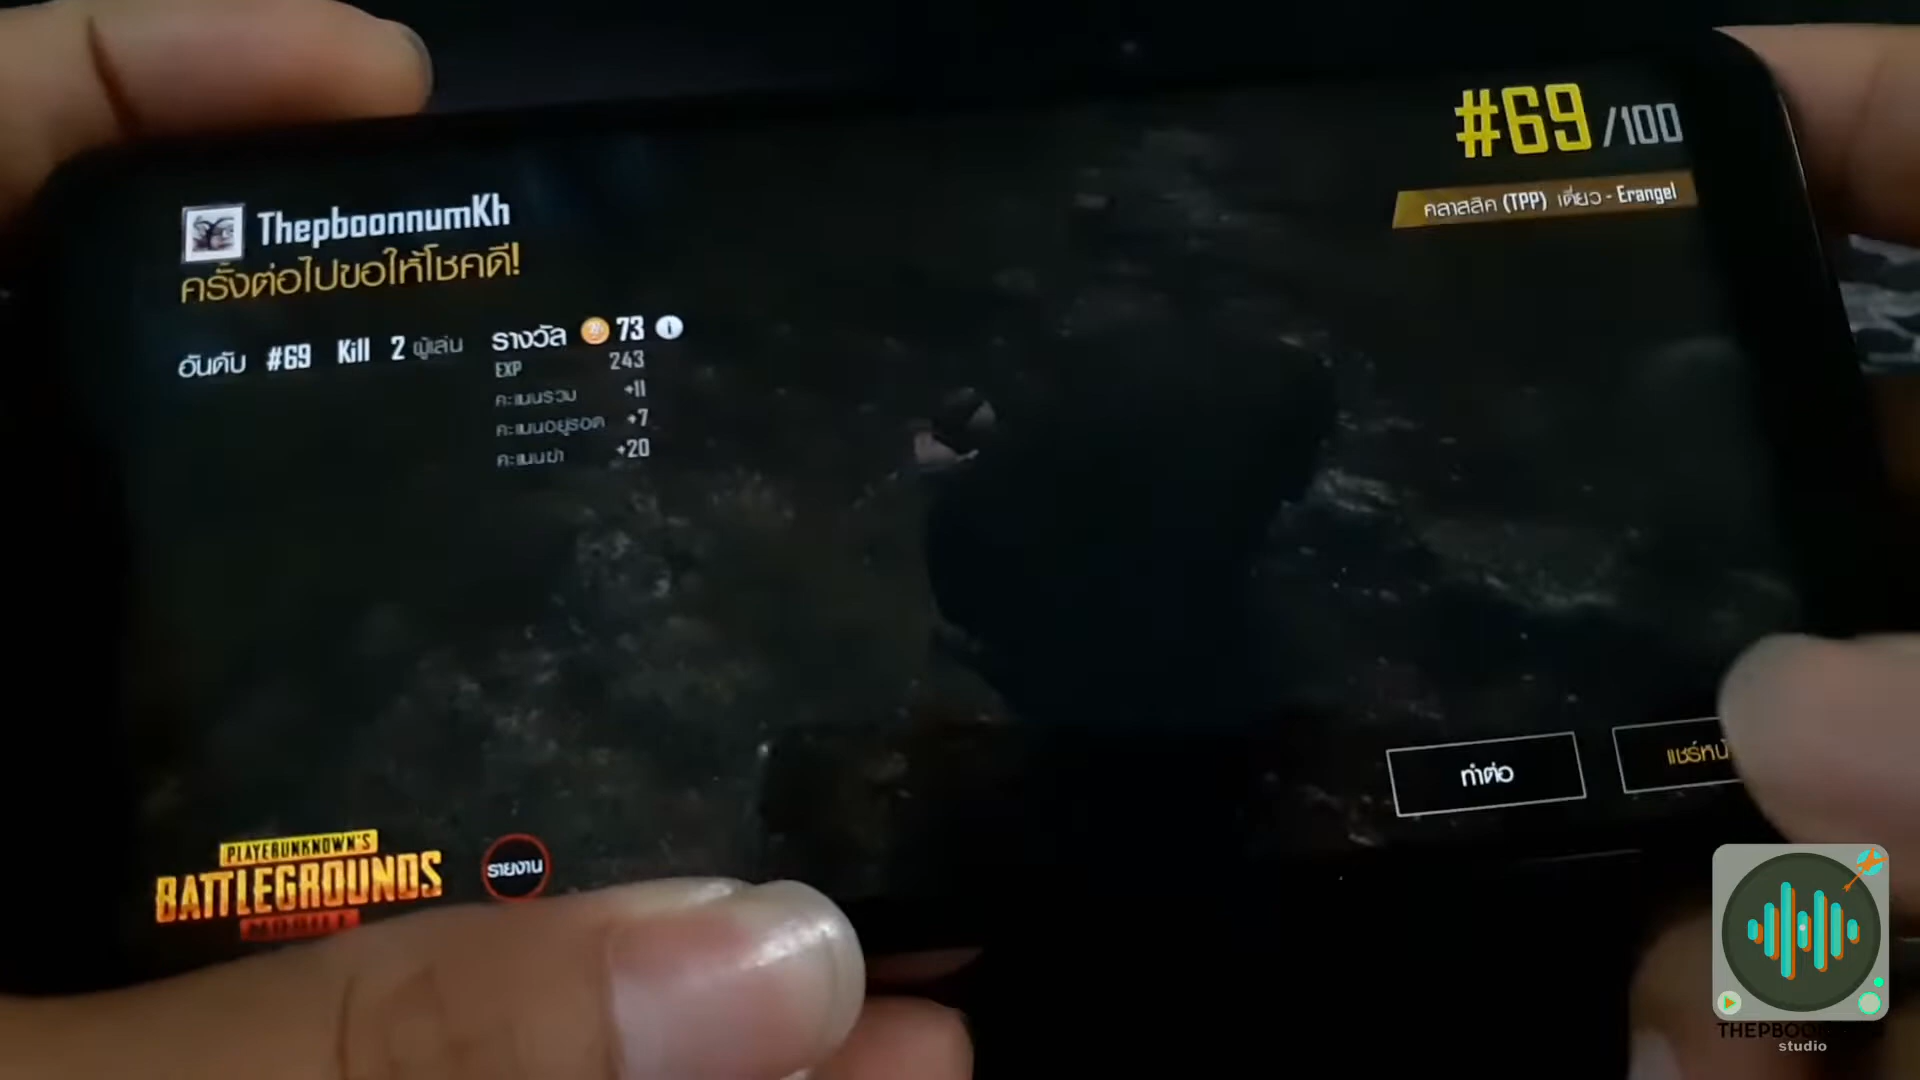 #69 /100
คลาสสิค (TPP) เดี่ยว - Erangel
ThepboonnumKh
ครั้งต่อไปขอให้โชคดี!
อันดับ #69 Kill 2 ผู้เล่น
รางวัล 73
EXP 243
คะแนนรวม +11
คะแนนอยู่รอด +7
คะแนนฆ่า +20
ทำต่อ
แชร์
PLAYERUNKNOWN'S
BATTLEGROUNDS
MOBILE
รายงาน
studio